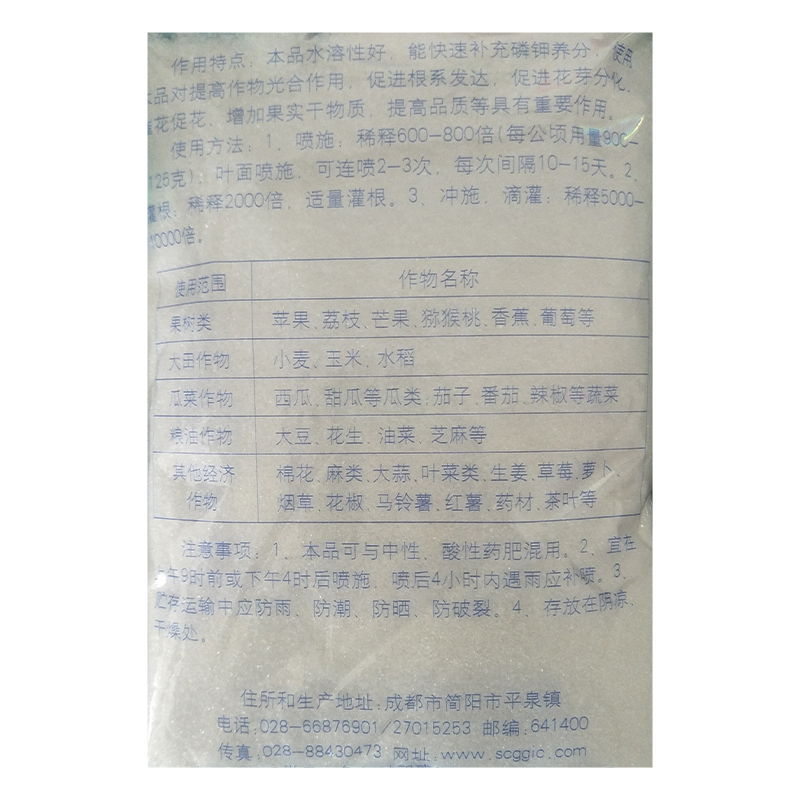 作用特点：本品水溶性好，能快速补充磷钾养分，使用
本品对提高作物光合作用，促进根系发达，促进花芽分化，
催花促花，增加果实干物质，提高品质等具有重要作用。
使用方法：1、喷施：稀释600-800倍(每公顷用量900-
125克)，叶面喷施，可连喷2-3次，每次间隔10-15天。2、
灌根：稀释2000倍，适量灌根。3、冲施，滴灌：稀释5000-
10000倍。
使用范围 作物名称
果树类 苹果、荔枝、芒果、猕猴桃、香蕉、葡萄等
大田作物 小麦、玉米、水稻
瓜菜作物 西瓜、甜瓜等瓜类；茄子、番茄、辣椒等蔬菜
粮油作物 大豆、花生、油菜、芝麻等
其他经济 棉花、麻类、大蒜、叶菜类、生姜、草莓、萝卜、
作物 烟草、花椒、马铃薯、红薯、药材、茶叶等
注意事项：1、本品可与中性、酸性药肥混用。2、宜在
上午9时前或下午4时后喷施，喷后4小时内遇雨应补喷。3、
贮存运输中应防雨、防潮、防晒、防破裂。4、存放在阴凉、
干燥处。
住所和生产地址：成都市简阳市平泉镇
电话：028-66876901/27015253 邮编：641400
传真：028-88430473 网址：www.scggic.com